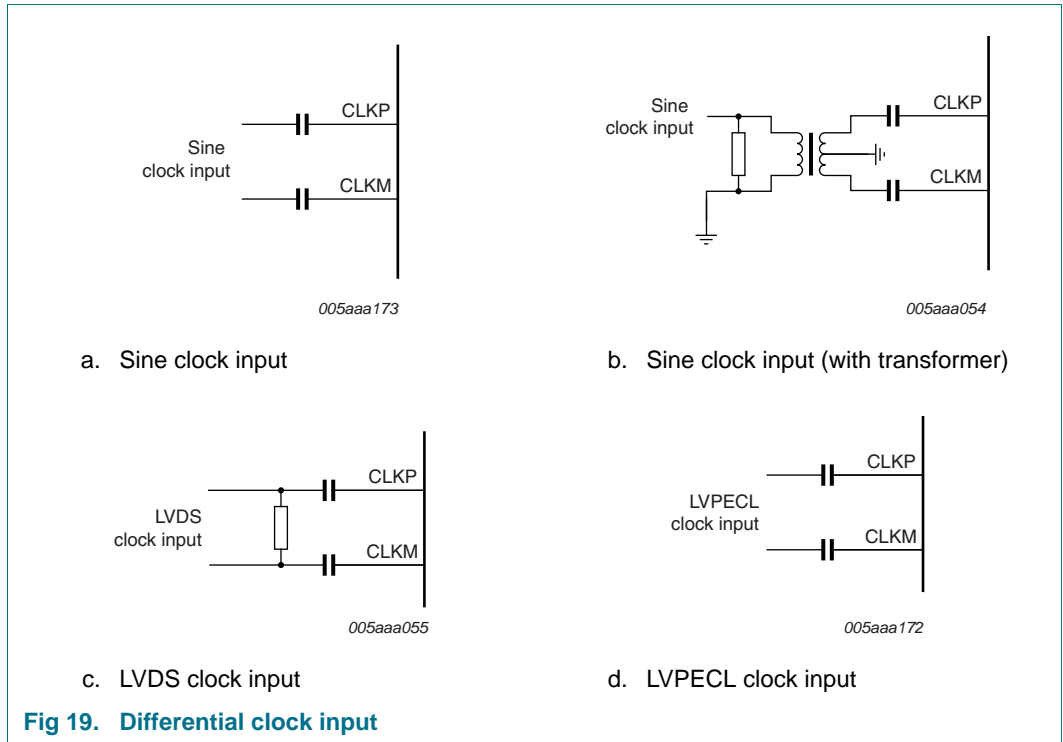 CLKP
Sine
clock input
CLKM
005aaa173
a. Sine clock input
Sine
clock input
CLKP
CLKM
005aaa054
b. Sine clock input (with transformer)
CLKP
LVDS
clock input
CLKM
005aaa055
c. LVDS clock input
CLKP
LVPECL
clock input
CLKM
005aaa172
d. LVPECL clock input
Fig 19. Differential clock input